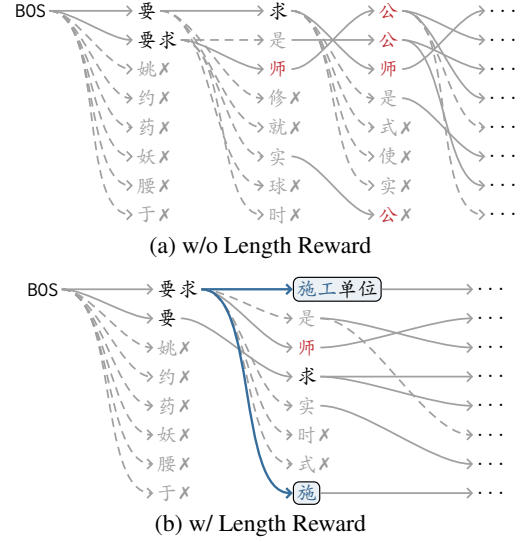 BOS 要 求 公 ···
要求 是 公 ···
姚✗ 师 师 ···
约✗ 修✗ 是 ···
药✗ 就✗ 式✗ ···
妖✗ 实 使✗ ···
腰✗ 球✗ 实✗ ···
于✗ 时✗ 公✗ ···
(a) w/o Length Reward
BOS 要求 施工单位 ···
要 是 ···
姚✗ 师 ···
约✗ 求 ···
药✗ 实 ···
妖✗ 时✗ ···
腰✗ 式✗ ···
于✗ 施 ···
(b) w/ Length Reward